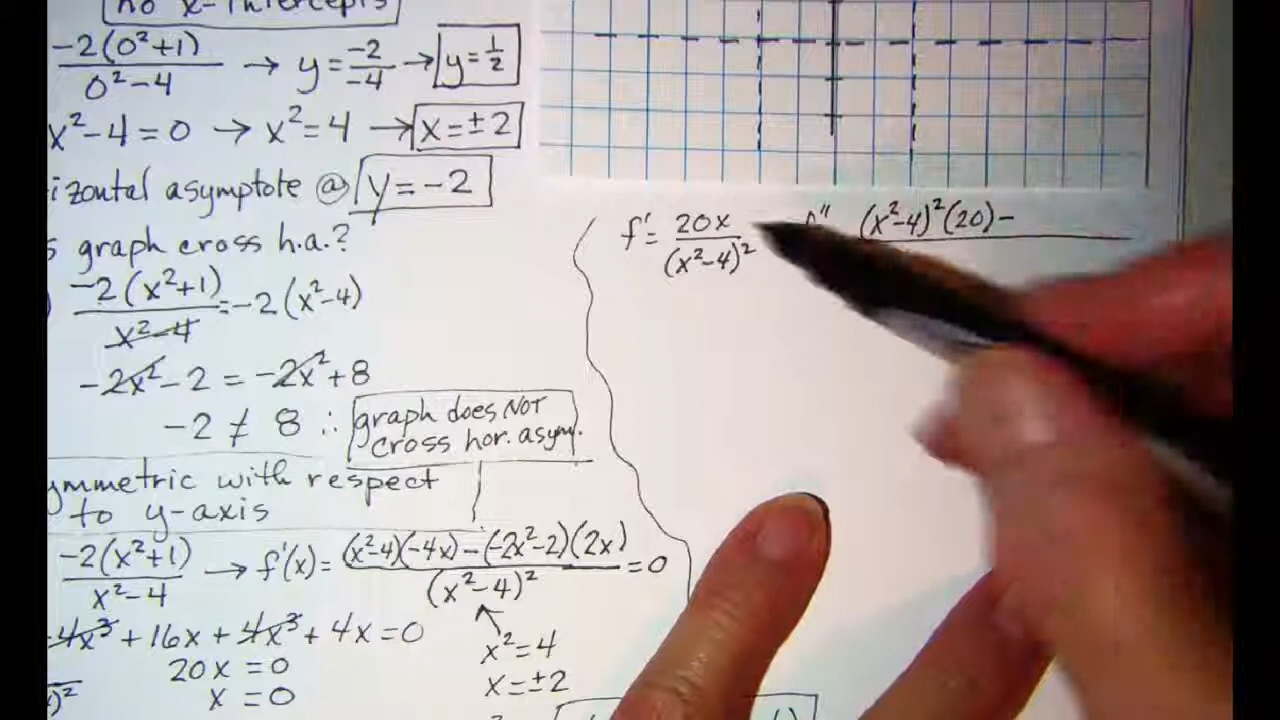 no x-intercepts
-2(0²+1)/0²-4 → y=-2/-4 → y=1/2
x²-4=0 → x²=4 → x=±2
izontal asymptote @ y=-2
s graph cross h.a.?
-2(x²+1)/x²-4=-2(x²-4)
-2x²-2=-2x²+8
-2≠8 ∴ graph does NOT
cross hor. asym.
ymmetric with respect
to y-axis
-2(x²+1)/x²-4 → f'(x)=(x²-4)(-4x)-(-2x²-2)(2x)/(x²-4)²=0
-4x³+16x+4x³+4x=0
20x=0
x=0
x²=4
x=±2
f'=20x/(x²-4)²
(x²-4)²(20)-